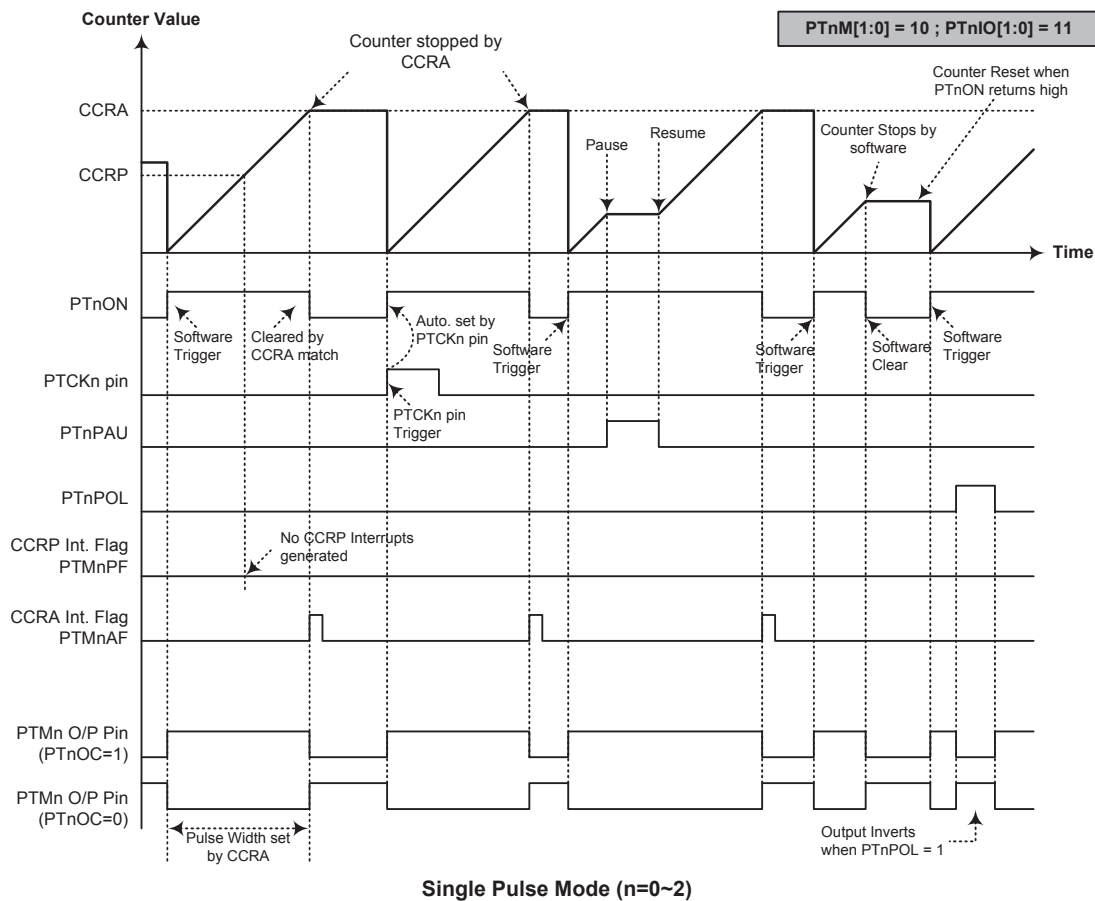 Counter Value
PTnM[1:0] = 10 ; PTnIO[1:0] = 11
Counter stopped by
CCRA
Counter Reset when
PTnON returns high
CCRA
Resume
Pause
Counter Stops by
software
CCRP
Time
PTnON
Software
Trigger
Cleared by
CCRA match
Auto. set by
PTCKn pin
Software
Trigger
Software
Trigger
Software
Clear
Software
Trigger
PTCKn pin
PTCKn pin
Trigger
PTnPAU
PTnPOL
CCRP Int. Flag
PTMnPF
No CCRP Interrupts
generated
CCRA Int. Flag
PTMnAF
PTMn O/P Pin
(PTnOC=1)
PTMn O/P Pin
(PTnOC=0)
Pulse Width set
by CCRA
Output Inverts
when PTnPOL = 1
Single Pulse Mode (n=0~2)